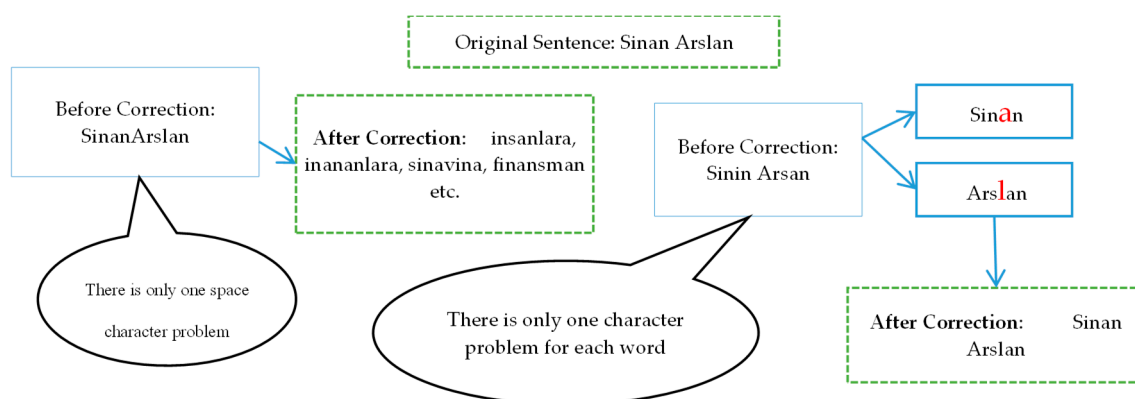 Original Sentence: Sinan Arslan
Before Correction:
SinanArslan
After Correction: insanlara,
inananlara, sinavina, finansman
etc.
There is only one space
character problem
Before Correction:
Sinin Arsan
There is only one character
problem for each word
Sinan
Arslan
After Correction: Sinan
Arslan